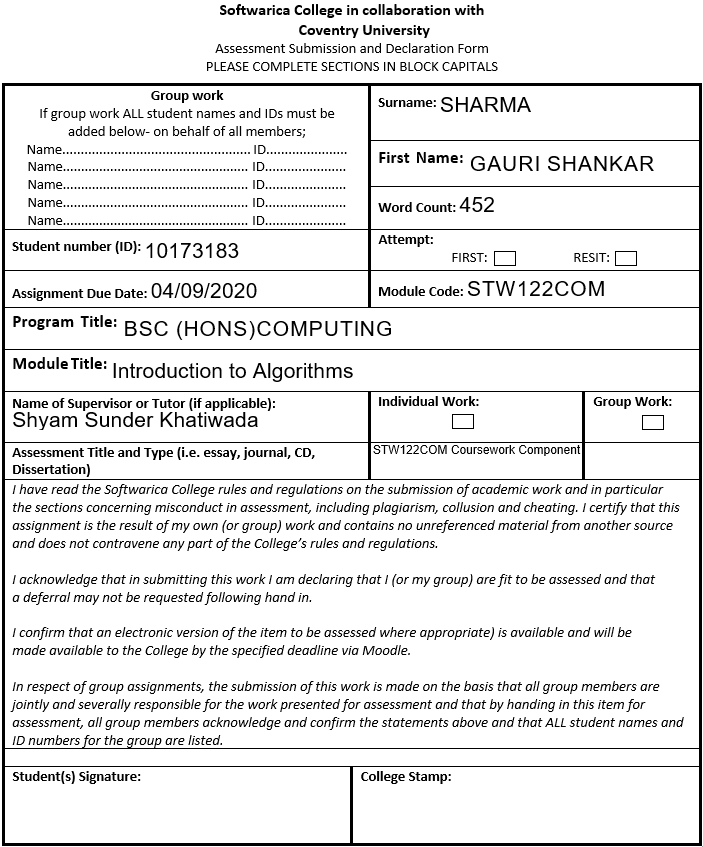 Softwarica College in collaboration with
Coventry University
Assessment Submission and Declaration Form
PLEASE COMPLETE SECTIONS IN BLOCK CAPITALS
Group work
If group work ALL student names and IDs must be
added below- on behalf of all members;
Name.................................................... ID......................
Name................................................... ID......................
Name................................................... ID......................
Name................................................... ID......................
Name................................................... ID......................
Surname: SHARMA
First Name: GAURI SHANKAR
Word Count: 452
Student number (ID): 10173183
Attempt:
FIRST: RESIT:
Assignment Due Date: 04/09/2020
Module Code: STW122COM
Program Title: BSC (HONS)COMPUTING
Module Title: Introduction to Algorithms
Name of Supervisor or Tutor (if applicable):
Shyam Sunder Khatiwada
Individual Work:
Group Work:
Assessment Title and Type (i.e. essay, journal, CD,
Dissertation)
STW122COM Coursework Component
I have read the Softwarica College rules and regulations on the submission of academic work and in particular
the sections concerning misconduct in assessment, including plagiarism, collusion and cheating. I certify that this
assignment is the result of my own (or group) work and contains no unreferenced material from another source
and does not contravene any part of the College's rules and regulations.
I acknowledge that in submitting this work I am declaring that I (or my group) are fit to be assessed and that
a deferral may not be requested following hand in.
I confirm that an electronic version of the item to be assessed where appropriate) is available and will be
made available to the College by the specified deadline via Moodle.
In respect of group assignments, the submission of this work is made on the basis that all group members are
jointly and severally responsible for the work presented for assessment and that by handing in this item for
assessment, all group members acknowledge and confirm the statements above and that ALL student names and
ID numbers for the group are listed.
Student(s) Signature:
College Stamp: